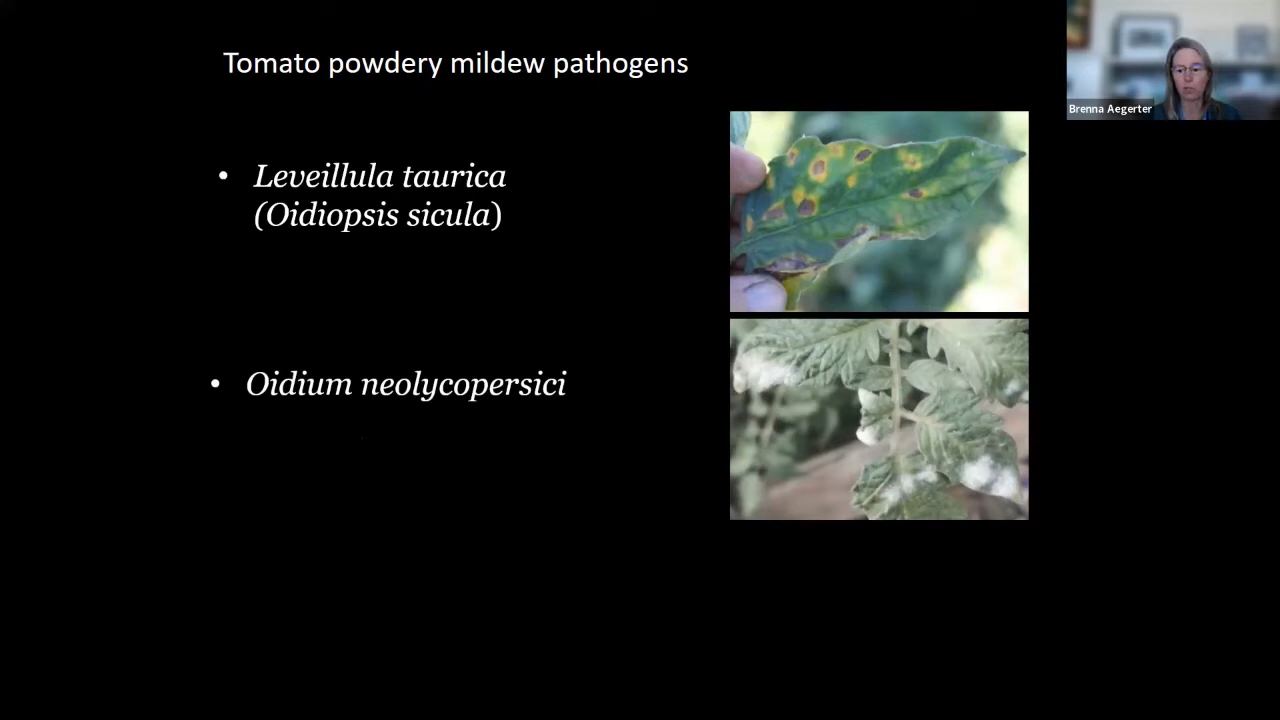 Tomato powdery mildew pathogens
Brenna Aegerter
• Leveillula taurica
(Oidiopsis sicula)
• Oidium neolycopersici